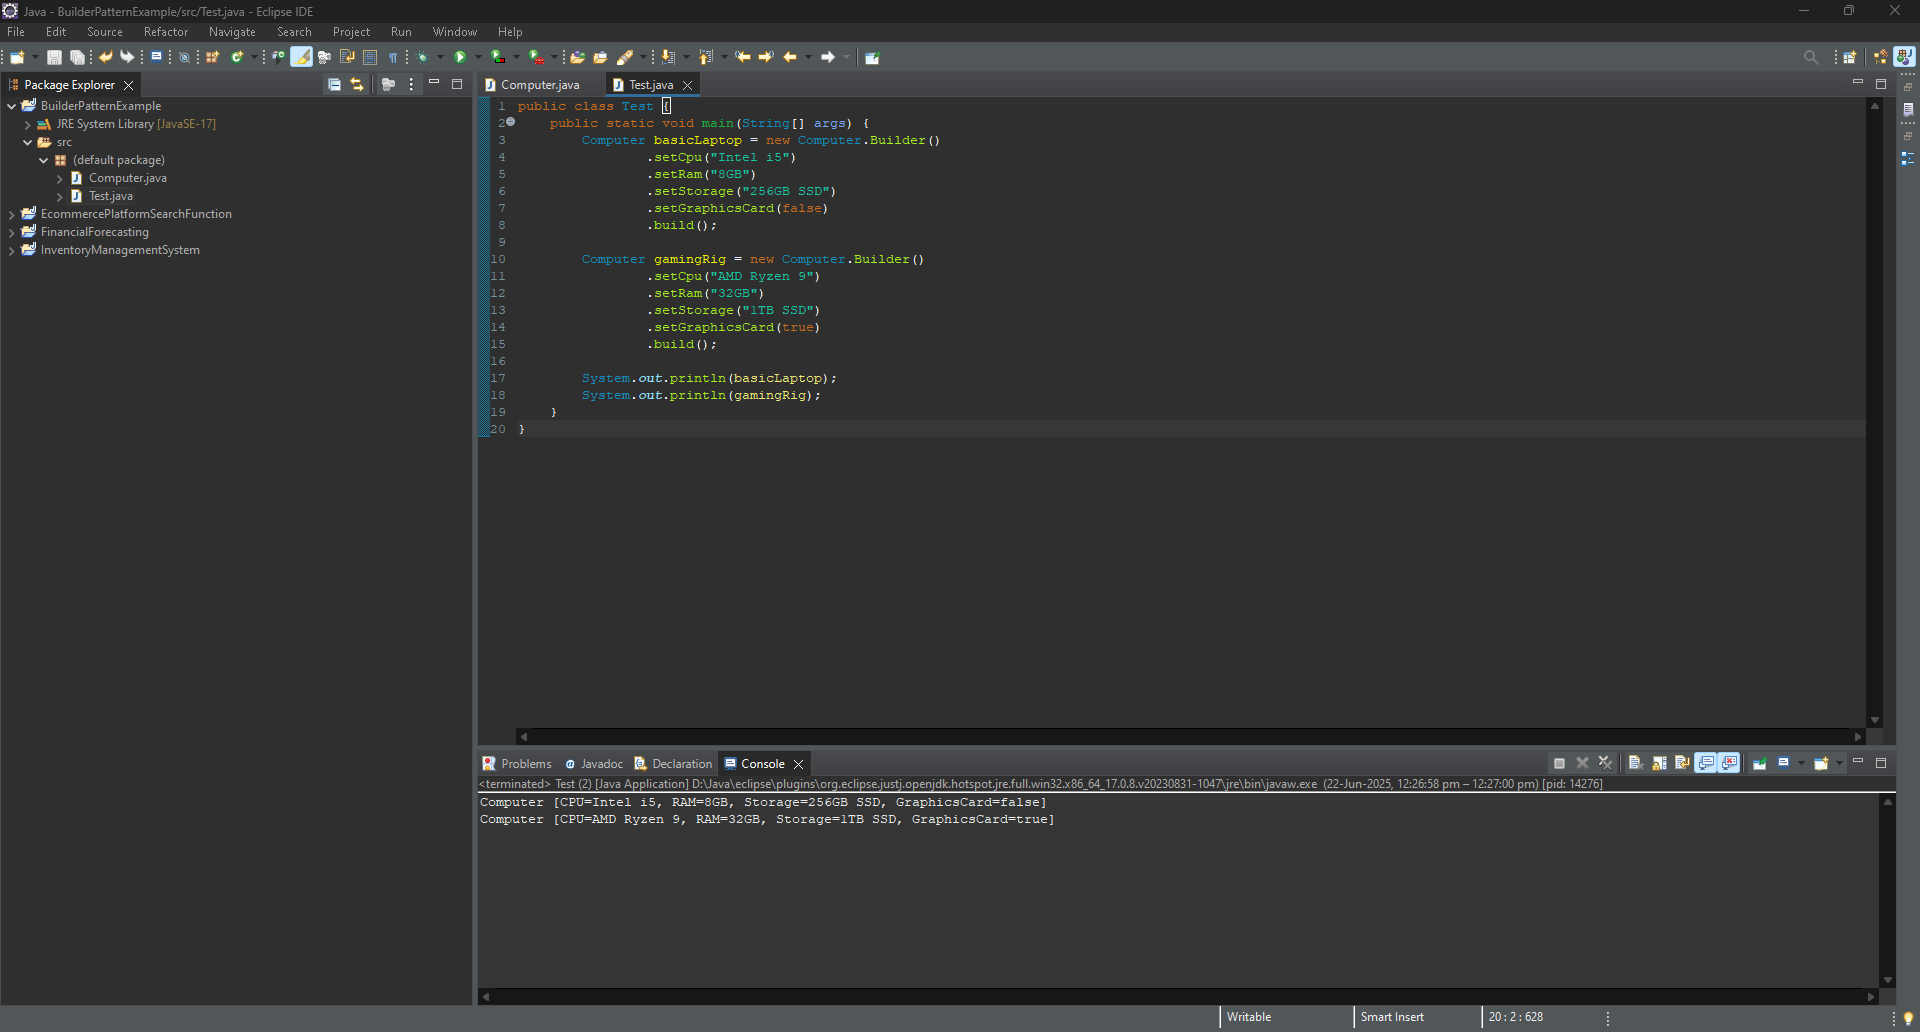 Java - BuilderPatternExample/src/Test.java - Eclipse IDE
File Edit Source Refactor Navigate Search Project Run Window Help
Package Explorer
BuilderPatternExample
JRE System Library [JavaSE-17]
src
(default package)
Computer.java
Test.java
EcommercePlatformSearchFunction
FinancialForecasting
InventoryManagementSystem
Computer.java Test.java
1 public class Test {
2 public static void main(String[] args) {
3 Computer basicLaptop = new Computer.Builder()
4 .setCpu("Intel i5")
5 .setRam("8GB")
6 .setStorage("256GB SSD")
7 .setGraphicsCard(false)
8 .build();
9
10 Computer gamingRig = new Computer.Builder()
11 .setCpu("AMD Ryzen 9")
12 .setRam("32GB")
13 .setStorage("1TB SSD")
14 .setGraphicsCard(true)
15 .build();
16
17 System.out.println(basicLaptop);
18 System.out.println(gamingRig);
19 }
20 }
Problems Javadoc Declaration Console
<terminated> Test (2) [Java Application] D:\Java\eclipse\plugins\org.eclipse.justj.openjdk.hotspot.jre.full.win32.x86_64_17.0.8.v20230831-1047\jre\bin\javaw.exe (22-Jun-2025, 12:26:58 pm – 12:27:00 pm) [pid: 14276]
Computer [CPU=Intel i5, RAM=8GB, Storage=256GB SSD, GraphicsCard=false]
Computer [CPU=AMD Ryzen 9, RAM=32GB, Storage=1TB SSD, GraphicsCard=true]
Writable Smart Insert 20 : 2 : 628